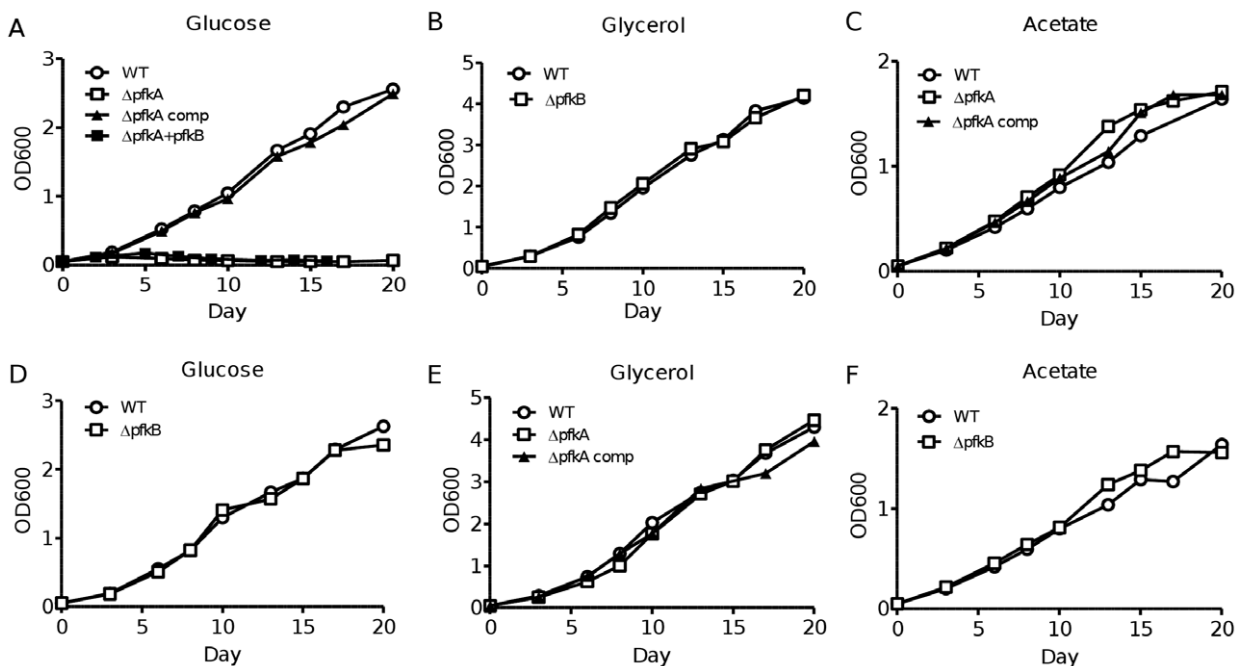 A
Glucose
OD600
3
2
1
0
WT
ΔpfkA
ΔpfkA comp
ΔpfkA+pfkB
0 5 10 15 20
Day
B
Glycerol
OD600
5
4
3
2
1
0
WT
ΔpfkB
0 5 10 15 20
Day
C
Acetate
OD600
2
1
0
WT
ΔpfkA
ΔpfkA comp
0 5 10 15 20
Day
D
Glucose
OD600
3
2
1
0
WT
ΔpfkB
0 5 10 15 20
Day
E
Glycerol
OD600
5
4
3
2
1
0
WT
ΔpfkA
ΔpfkA comp
0 5 10 15 20
Day
F
Acetate
OD600
2
1
0
WT
ΔpfkB
0 5 10 15 20
Day